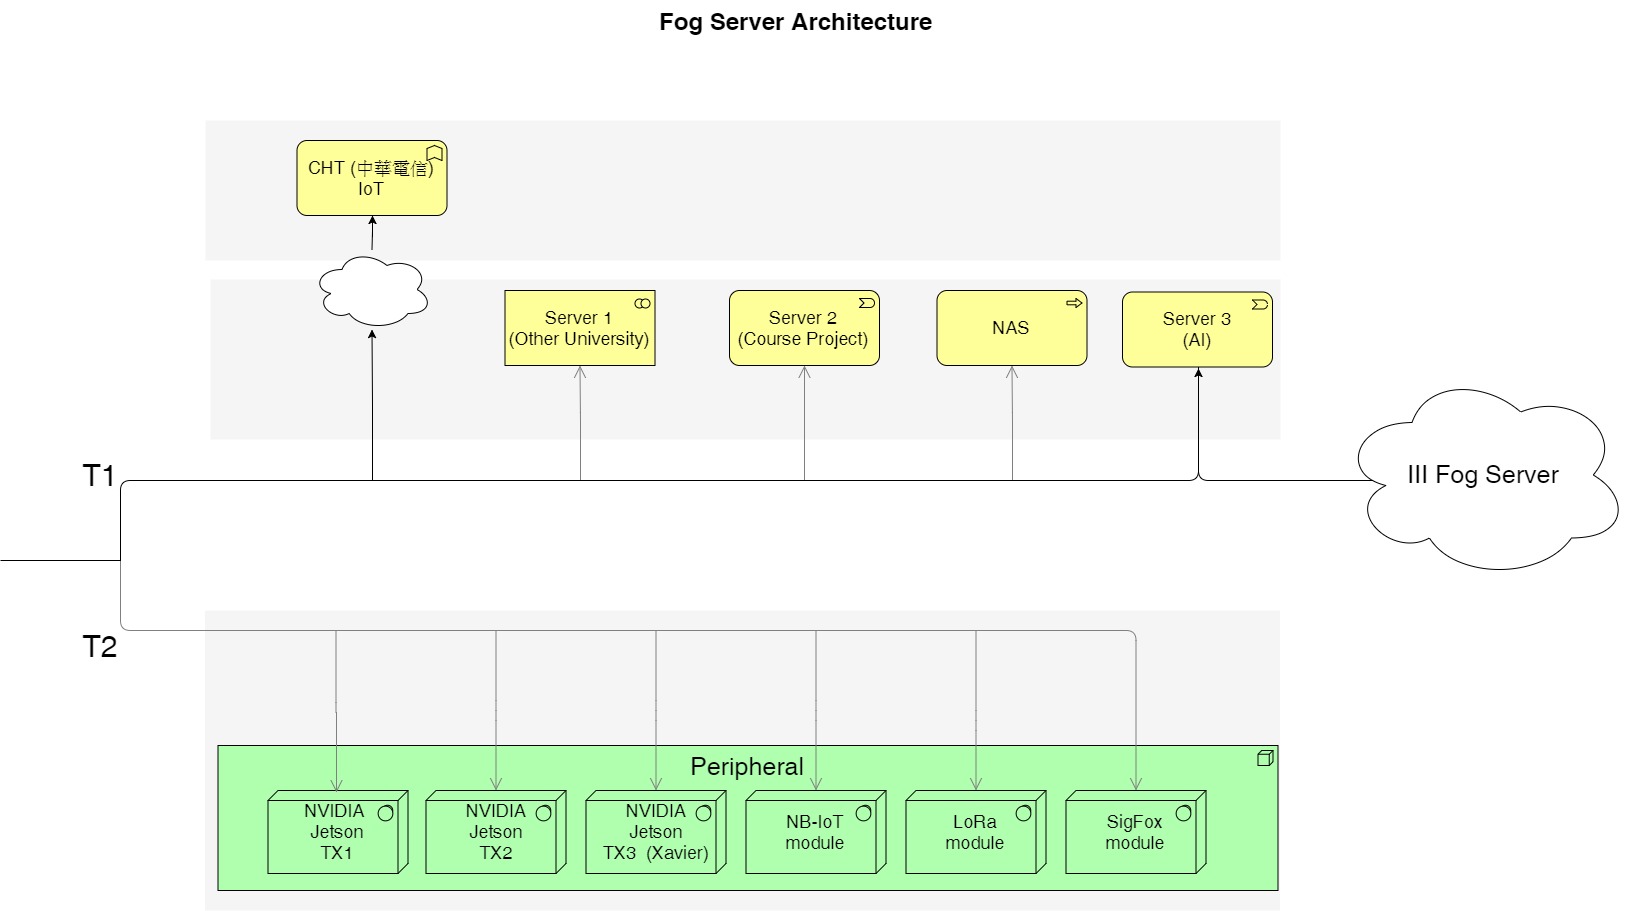 Fog Server Architecture
CHT (中華電信)
IoT
Server 1
(Other University)
Server 2
(Course Project)
NAS
Server 3
(AI)
T1
III Fog Server
T2
Peripheral
NVIDIA
Jetson
TX1
NVIDIA
Jetson
TX2
NVIDIA
Jetson
TX3 (Xavier)
NB-IoT
module
LoRa
module
SigFox
module